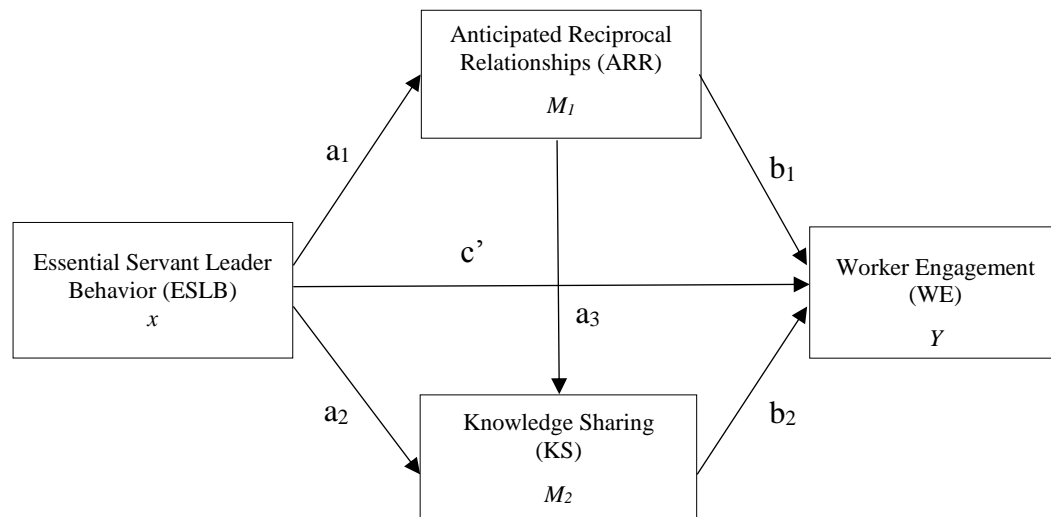 Anticipated Reciprocal
Relationships (ARR)
M1
a1
b1
Essential Servant Leader
Behavior (ESLB)
x
c’
Worker Engagement
(WE)
Y
a3
a2
Knowledge Sharing
(KS)
M2
b2